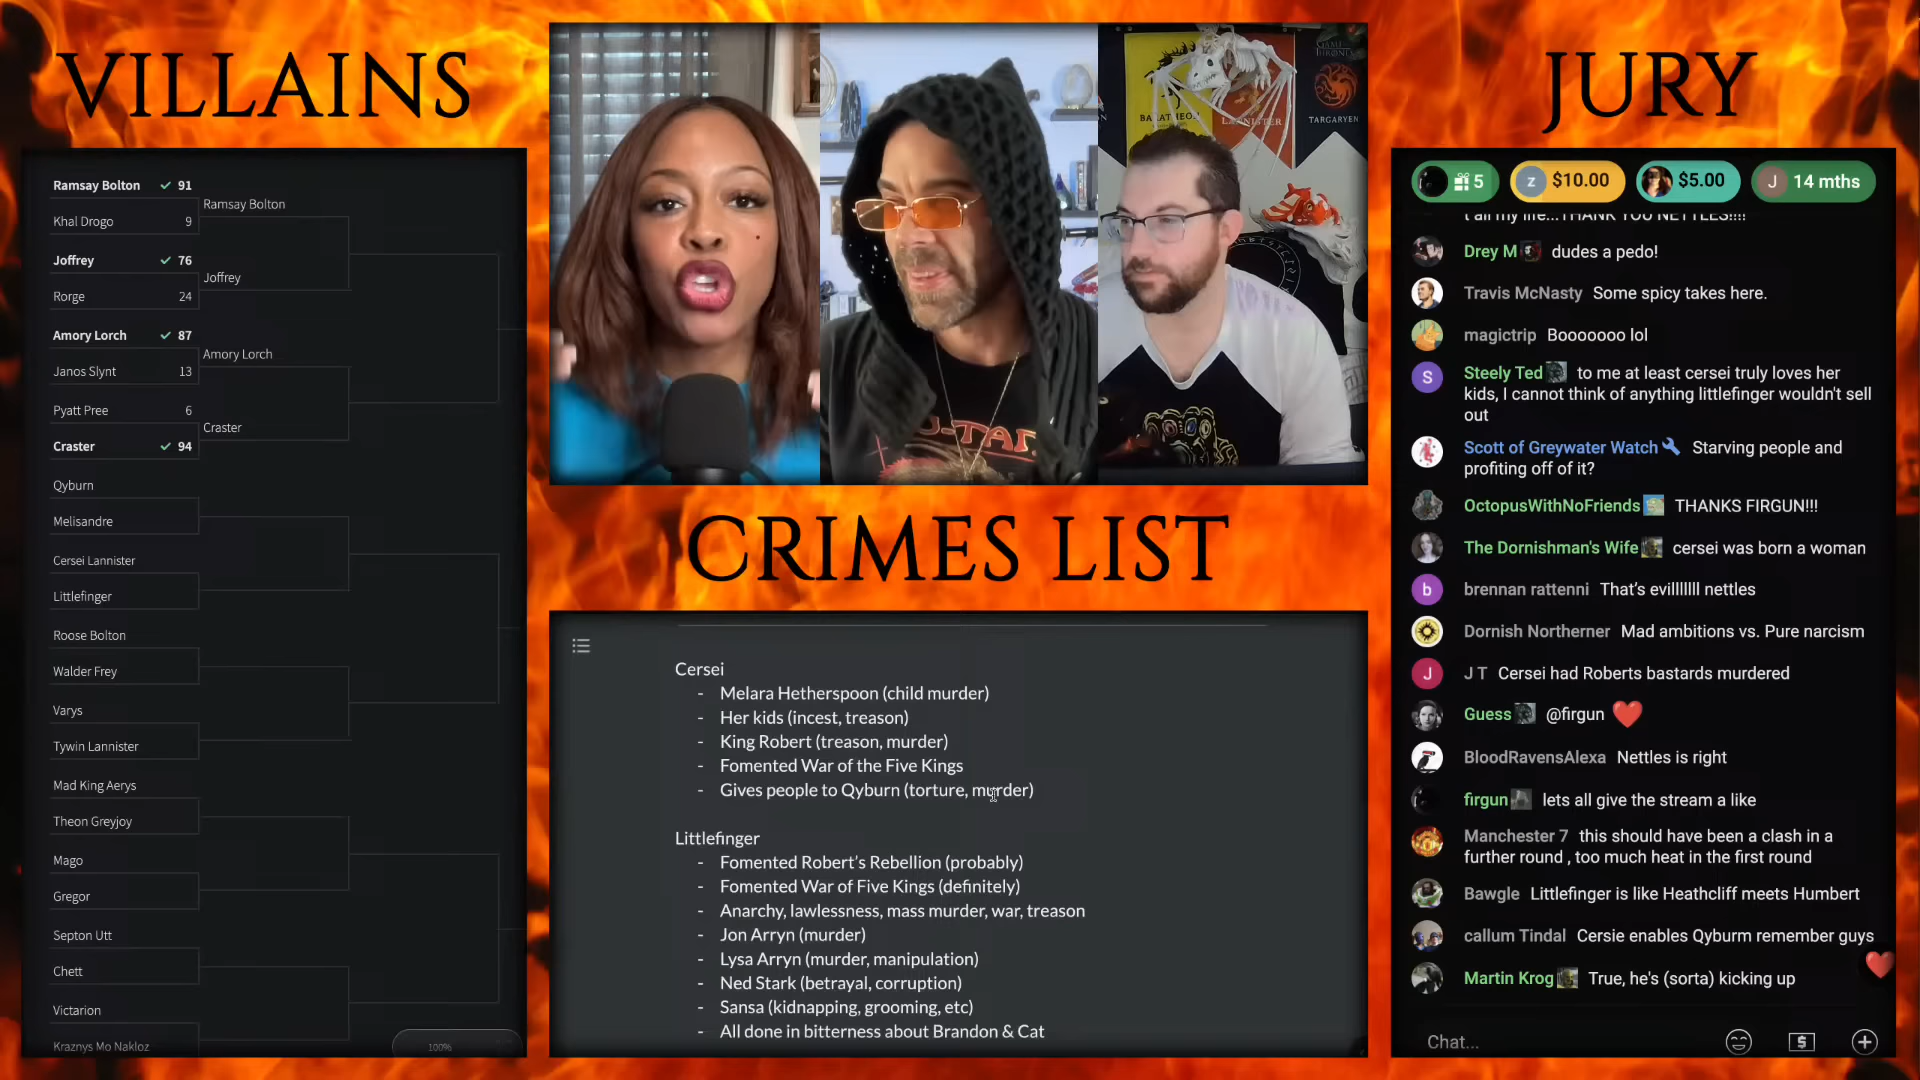 VILLAINS
Ramsay Bolton ✓ 91
Khal Drogo 9
Ramsay Bolton
Joffrey ✓ 76
Rorge 24
Joffrey
Amory Lorch ✓ 87
Janos Slynt 13
Amory Lorch
Pyatt Pree 6
Craster ✓ 94
Craster
Qyburn
Melisandre
Cersei Lannister
Littlefinger
Roose Bolton
Walder Frey
Varys
Tywin Lannister
Mad King Aerys
Theon Greyjoy
Mago
Gregor
Septon Utt
Chett
Victarion
Kraznys Mo Nakloz
100%
GAME
THRONES
LANNISTER
TARGARYEN
CRIMES LIST
Cersei
- Melara Hetherspoon (child murder)
- Her kids (incest, treason)
- King Robert (treason, murder)
- Fomented War of the Five Kings
- Gives people to Qyburn (torture, murder)
Littlefinger
- Fomented Robert's Rebellion (probably)
- Fomented War of Five Kings (definitely)
- Anarchy, lawlessness, mass murder, war, treason
- Jon Arryn (murder)
- Lysa Arryn (murder, manipulation)
- Ned Stark (betrayal, corruption)
- Sansa (kidnapping, grooming, etc)
- All done in bitterness about Brandon & Cat
JURY
5
z $10.00
$5.00
J 14 mths
t all my life...THANK YOU NETTLES!!!!
Drey M dudes a pedo!
Travis McNasty Some spicy takes here.
magictrip Booooooo lol
S Steely Ted to me at least cersei truly loves her
kids, I cannot think of anything littlefinger wouldn't sell
out
Scott of Greywater Watch Starving people and
profiting off of it?
OctopusWithNoFriends THANKS FIRGUN!!!
The Dornishman's Wife cersei was born a woman
b brennan rattenni That's evilllllll nettles
Dornish Northerner Mad ambitions vs. Pure narcism
J J T Cersei had Roberts bastards murdered
Guess @firgun ❤️
BloodRavensAlexa Nettles is right
firgun lets all give the stream a like
Manchester 7 this should have been a clash in a
further round , too much heat in the first round
Bawgle Littlefinger is like Heathcliff meets Humbert
callum Tindal Cersie enables Qyburm remember guys
Martin Krog True, he's (sorta) kicking up
Chat...